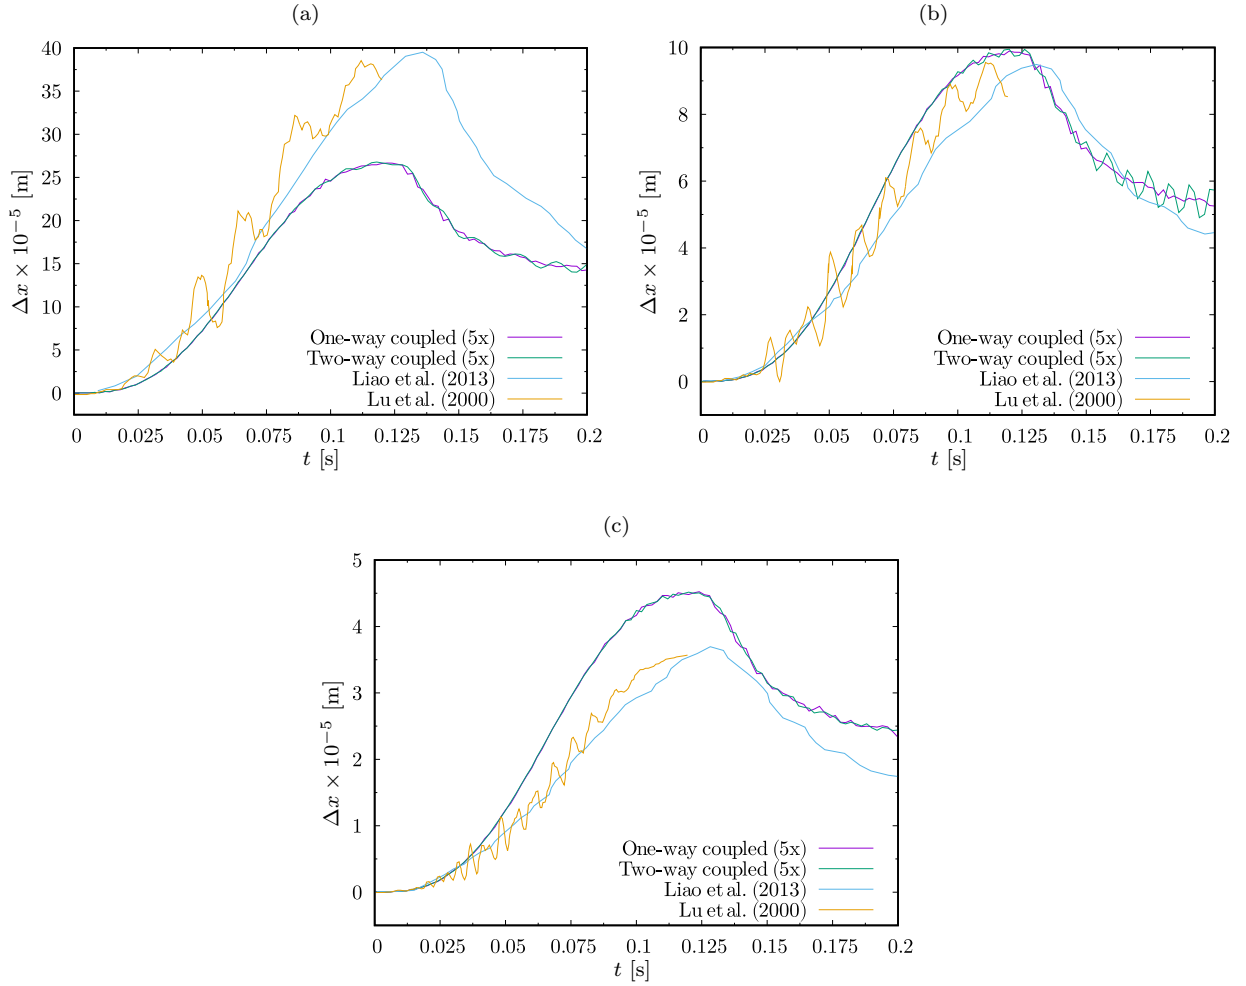 (a)
40
35
30
25
20
15
10
5
0
Δx × 10⁻⁵ [m]
One-way coupled (5x)
Two-way coupled (5x)
Liao et al. (2013)
Lu et al. (2000)
0 0.025 0.05 0.075 0.1 0.125 0.15 0.175 0.2
t [s]
(b)
10
8
6
4
2
0
Δx × 10⁻⁵ [m]
One-way coupled (5x)
Two-way coupled (5x)
Liao et al. (2013)
Lu et al. (2000)
0 0.025 0.05 0.075 0.1 0.125 0.15 0.175 0.2
t [s]
(c)
5
4
3
2
1
0
Δx × 10⁻⁵ [m]
One-way coupled (5x)
Two-way coupled (5x)
Liao et al. (2013)
Lu et al. (2000)
0 0.025 0.05 0.075 0.1 0.125 0.15 0.175 0.2
t [s]